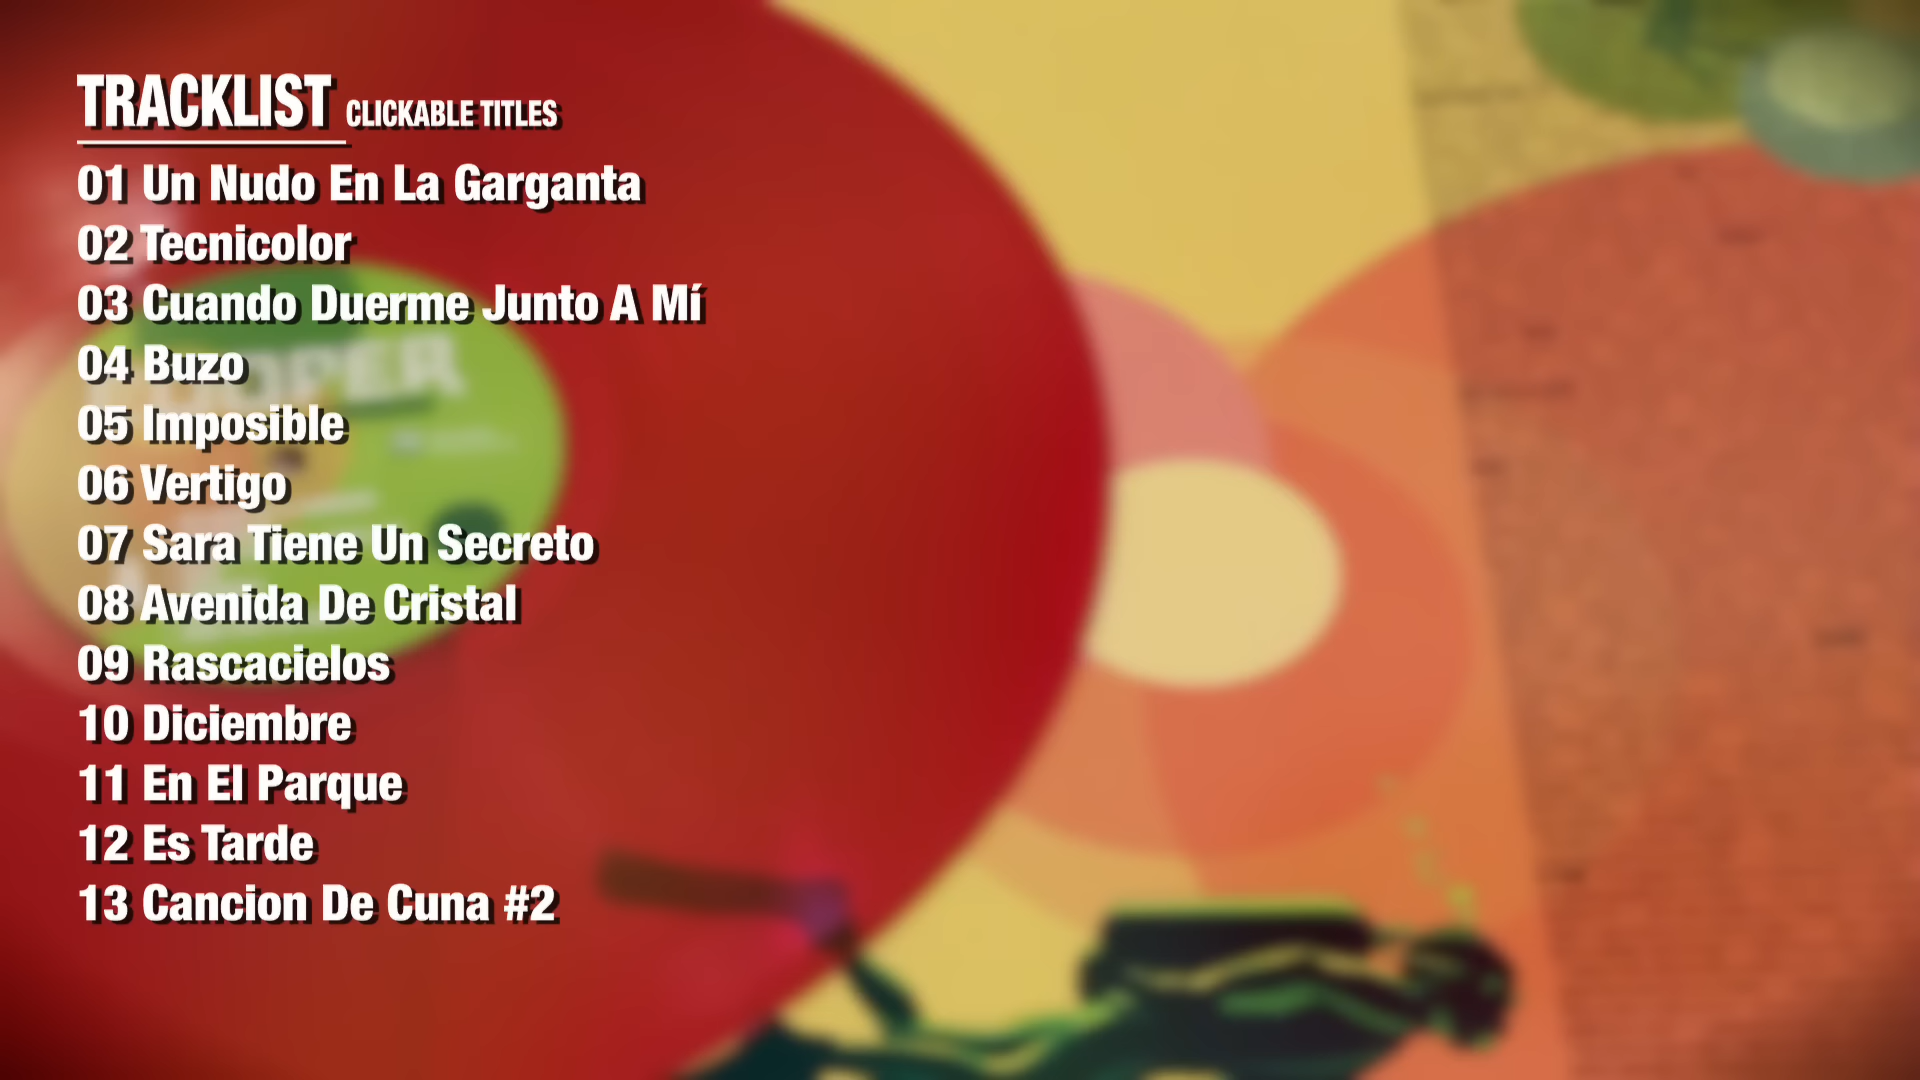 TRACKLIST CLICKABLE TITLES
01 Un Nudo En La Garganta
02 Tecnicolor
03 Cuando Duerme Junto A Mí
04 Buzo
05 Imposible
06 Vertigo
07 Sara Tiene Un Secreto
08 Avenida De Cristal
09 Rascacielos
10 Diciembre
11 En El Parque
12 Es Tarde
13 Cancion De Cuna #2